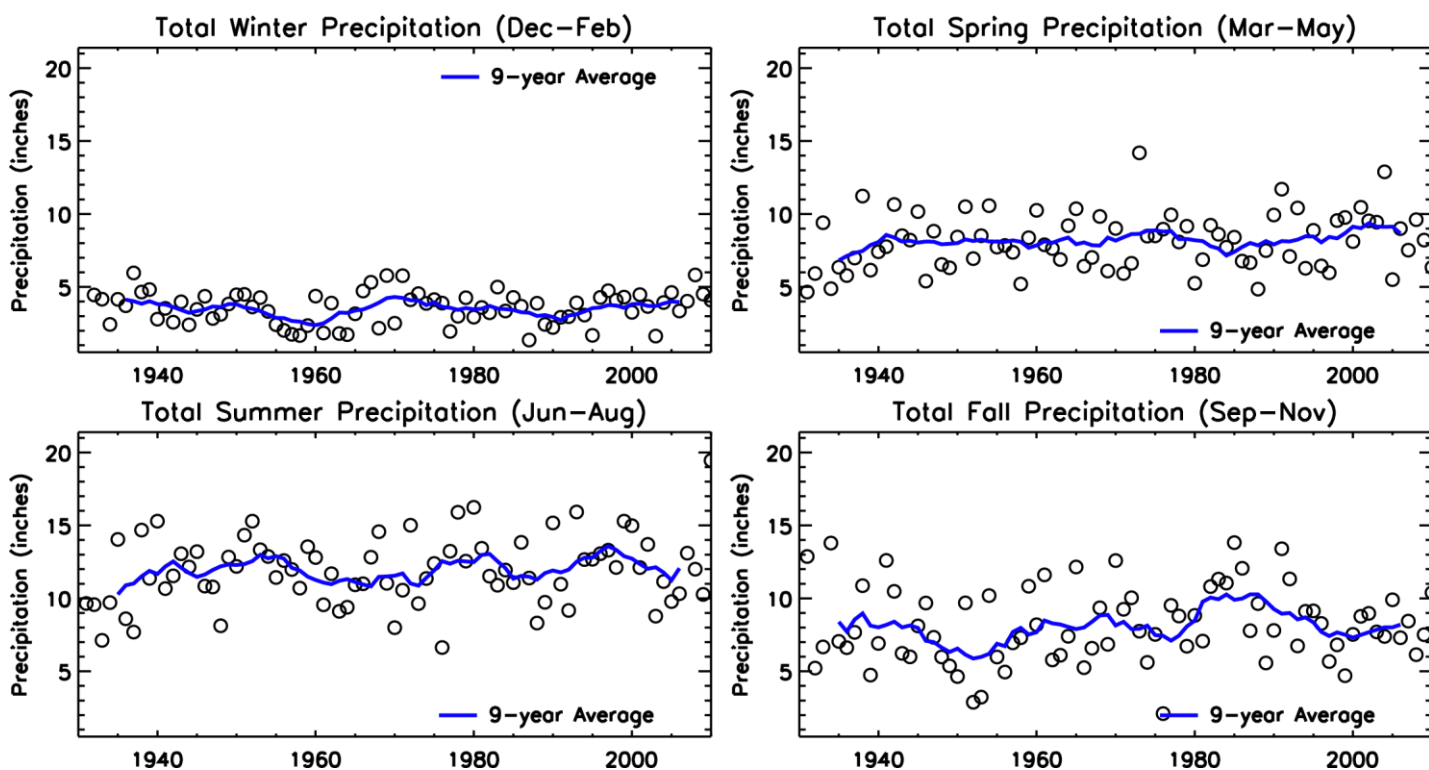 Total Winter Precipitation (Dec-Feb)
20
15
10
5
Precipitation (inches)
9-year Average
1940 1960 1980 2000
Total Spring Precipitation (Mar-May)
20
15
10
5
Precipitation (inches)
9-year Average
1940 1960 1980 2000
Total Summer Precipitation (Jun-Aug)
20
15
10
5
Precipitation (inches)
9-year Average
1940 1960 1980 2000
Total Fall Precipitation (Sep-Nov)
20
15
10
5
Precipitation (inches)
9-year Average
1940 1960 1980 2000